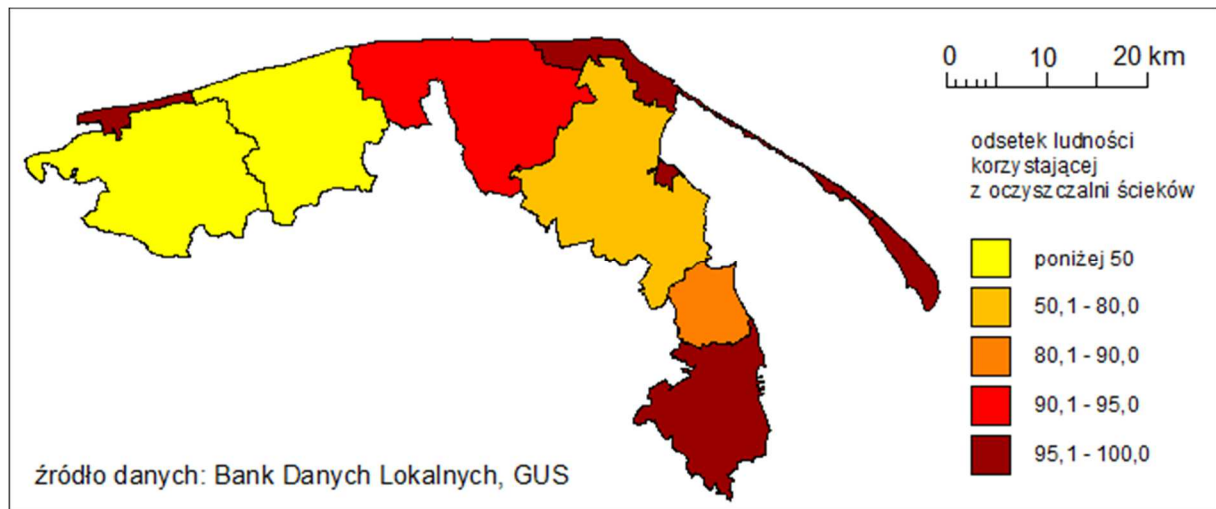 0 10 20 km
odsetek ludności
korzystającej
z oczyszczalni ścieków
poniżej 50
50,1 - 80,0
80,1 - 90,0
90,1 - 95,0
95,1 - 100,0
źródło danych: Bank Danych Lokalnych, GUS